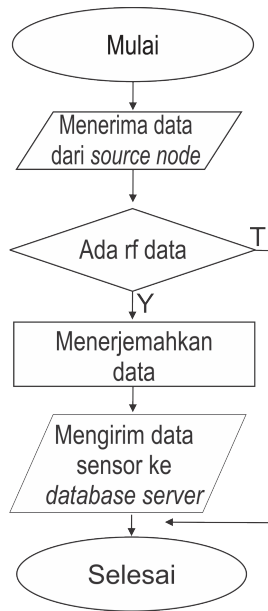 Mulai
Menerima data
dari source node
Ada rf data
T
Y
Menerjemahkan
data
Mengirim data
sensor ke
database server
Selesai